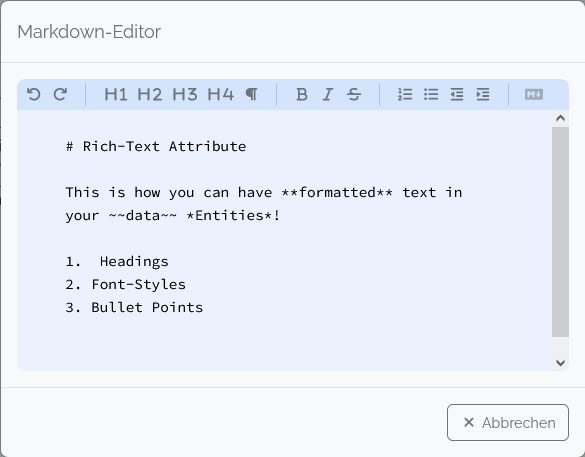 Markdown-Editor
H1 H2 H3 H4 ¶ B I S M↓
# Rich-Text Attribute
This is how you can have **formatted** text in
your ~~data~~ *Entities*!
1.  Headings
2. Font-Styles
3. Bullet Points
✕ Abbrechen